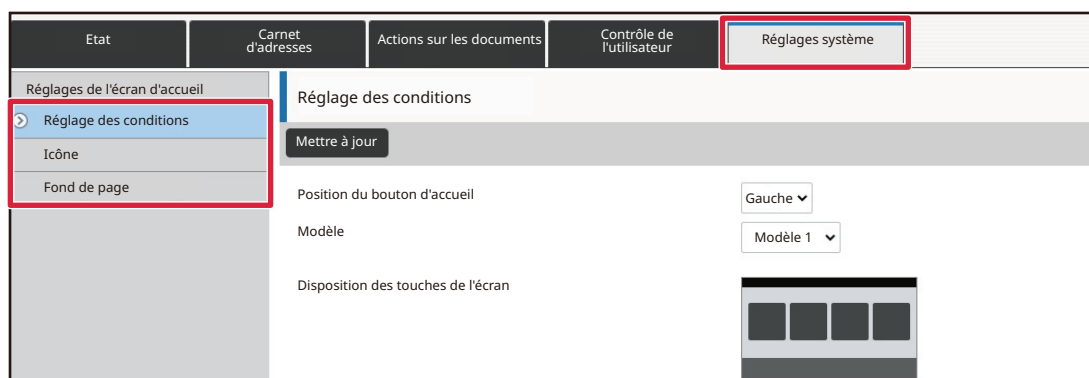 Etat
Carnet
d'adresses
Actions sur les documents
Contrôle de
l'utilisateur
Réglages système
Réglages de l'écran d'accueil
Réglage des conditions
Icône
Fond de page
Réglage des conditions
Mettre à jour
Position du bouton d'accueil
Gauche
Modèle
Modèle 1
Disposition des touches de l'écran